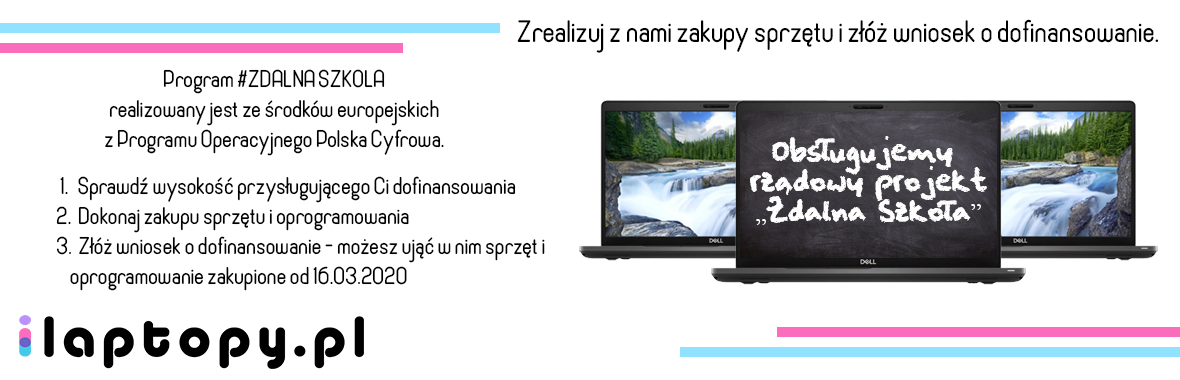 Zrealizuj z nami zakupy sprzętu i złóż wniosek o dofinansowanie.
Program #ZDALNA SZKOLA
realizowany jest ze środków europejskich
z Programu Operacyjnego Polska Cyfrowa.
1. Sprawdź wysokość przysługującego Ci dofinansowania
2. Dokonaj zakupu sprzętu i oprogramowania
3. Złóż wniosek o dofinansowanie - możesz ująć w nim sprzęt i
oprogramowanie zakupione od 16.03.2020
Obsługujemy
rządowy projekt
„Zdalna Szkoła”
DELL
DELL
DELL
ilaptopy.pl